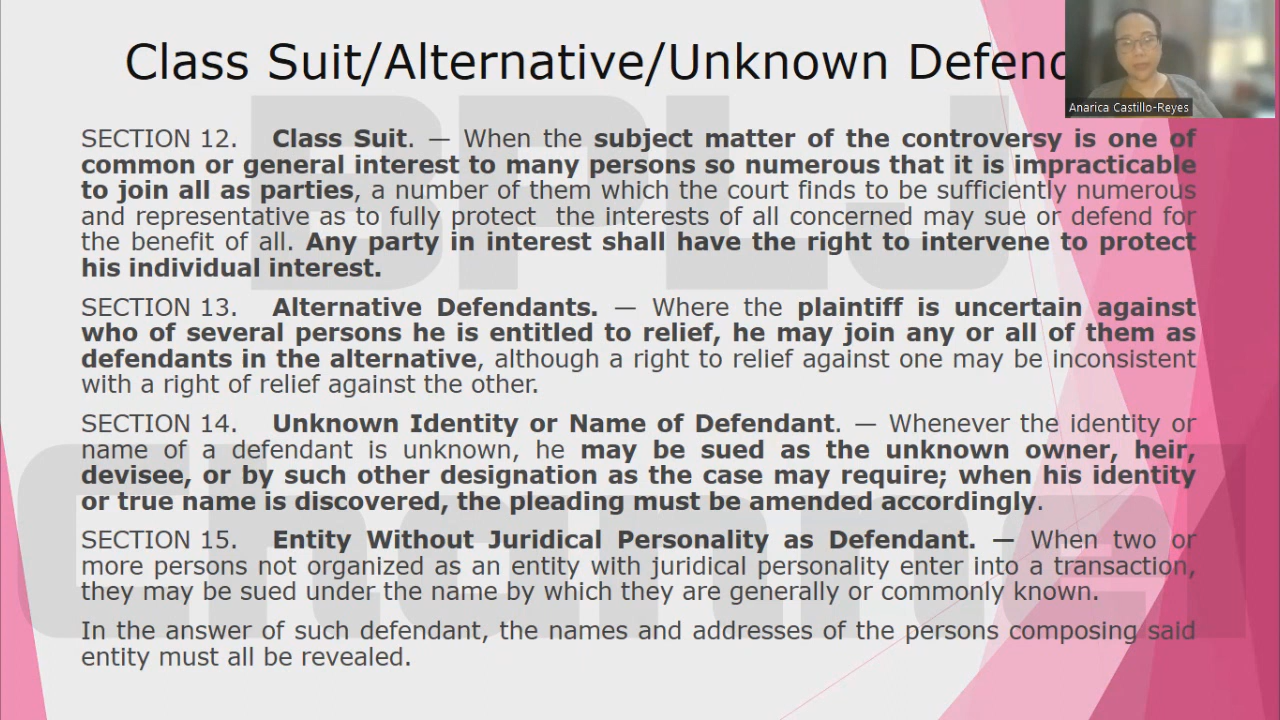 Class Suit/Alternative/Unknown Defend
Anarica Castillo-Reyes
SECTION 12. Class Suit. — When the subject matter of the controversy is one of
common or general interest to many persons so numerous that it is impracticable
to join all as parties, a number of them which the court finds to be sufficiently numerous
and representative as to fully protect the interests of all concerned may sue or defend for
the benefit of all. Any party in interest shall have the right to intervene to protect
his individual interest.
SECTION 13. Alternative Defendants. — Where the plaintiff is uncertain against
who of several persons he is entitled to relief, he may join any or all of them as
defendants in the alternative, although a right to relief against one may be inconsistent
with a right of relief against the other.
SECTION 14. Unknown Identity or Name of Defendant. — Whenever the identity or
name of a defendant is unknown, he may be sued as the unknown owner, heir,
devisee, or by such other designation as the case may require; when his identity
or true name is discovered, the pleading must be amended accordingly.
SECTION 15. Entity Without Juridical Personality as Defendant. — When two or
more persons not organized as an entity with juridical personality enter into a transaction,
they may be sued under the name by which they are generally or commonly known.
In the answer of such defendant, the names and addresses of the persons composing said
entity must all be revealed.
BPLJ
Channel